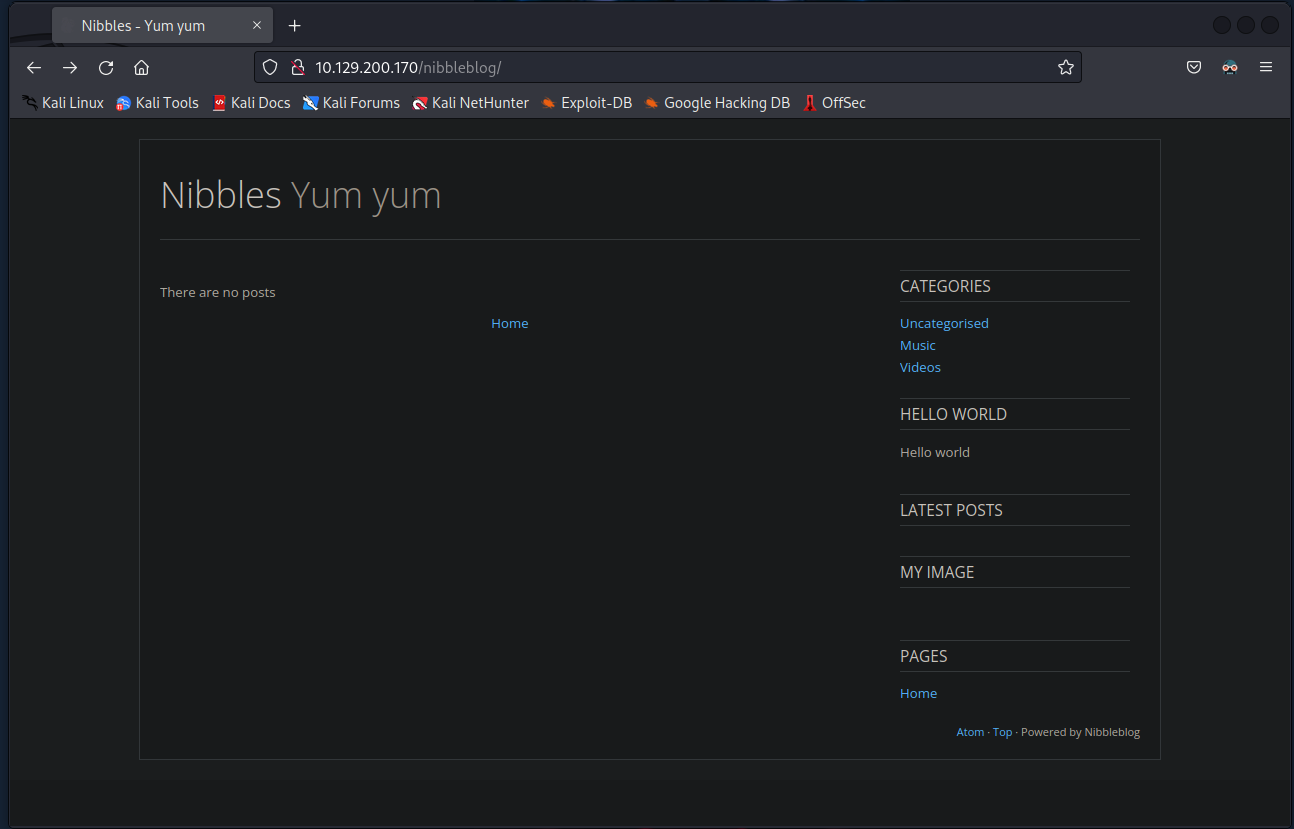 Nibbles - Yum yum
10.129.200.170/nibbleblog/
Kali Linux Kali Tools Kali Docs Kali Forums Kali NetHunter Exploit-DB Google Hacking DB OffSec
Nibbles Yum yum
There are no posts
Home
CATEGORIES
Uncategorised
Music
Videos
HELLO WORLD
Hello world
LATEST POSTS
MY IMAGE
PAGES
Home
Atom · Top · Powered by Nibbleblog